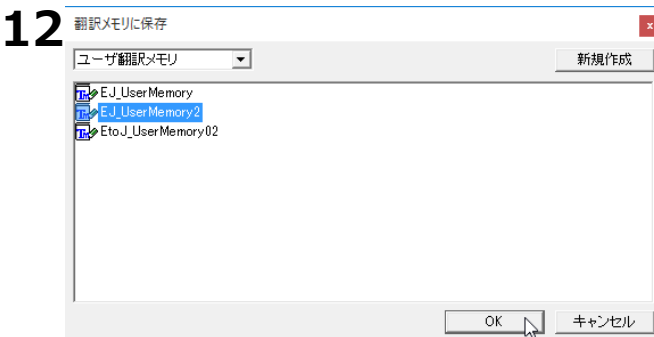 12
翻訳メモリに保存
x
ユーザ翻訳メモリ
新規作成
EJ_UserMemory
EJ_UserMemory2
EtoJ_UserMemory02
OK
キャンセル